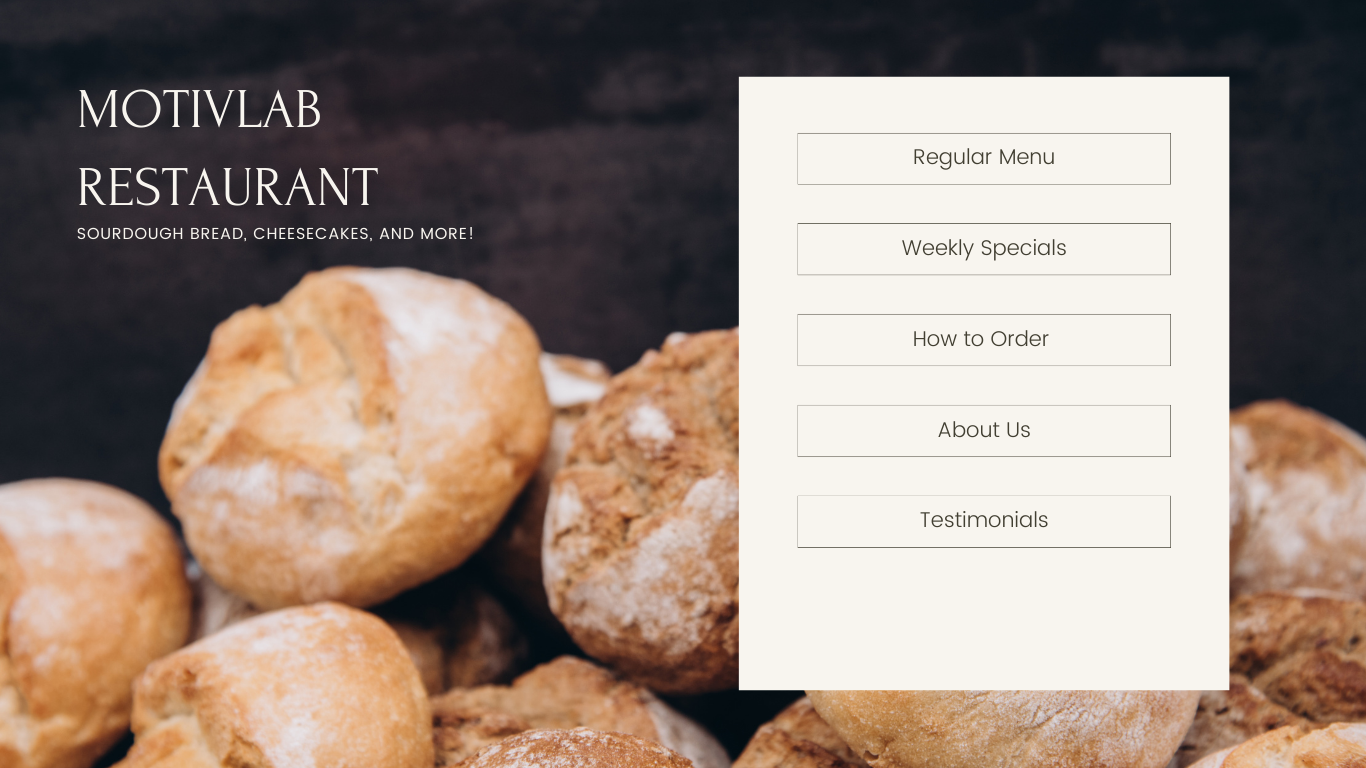 MOTIVLAB
RESTAURANT
SOURDOUGH BREAD, CHEESECAKES, AND MORE!
Regular Menu
Weekly Specials
How to Order
About Us
Testimonials